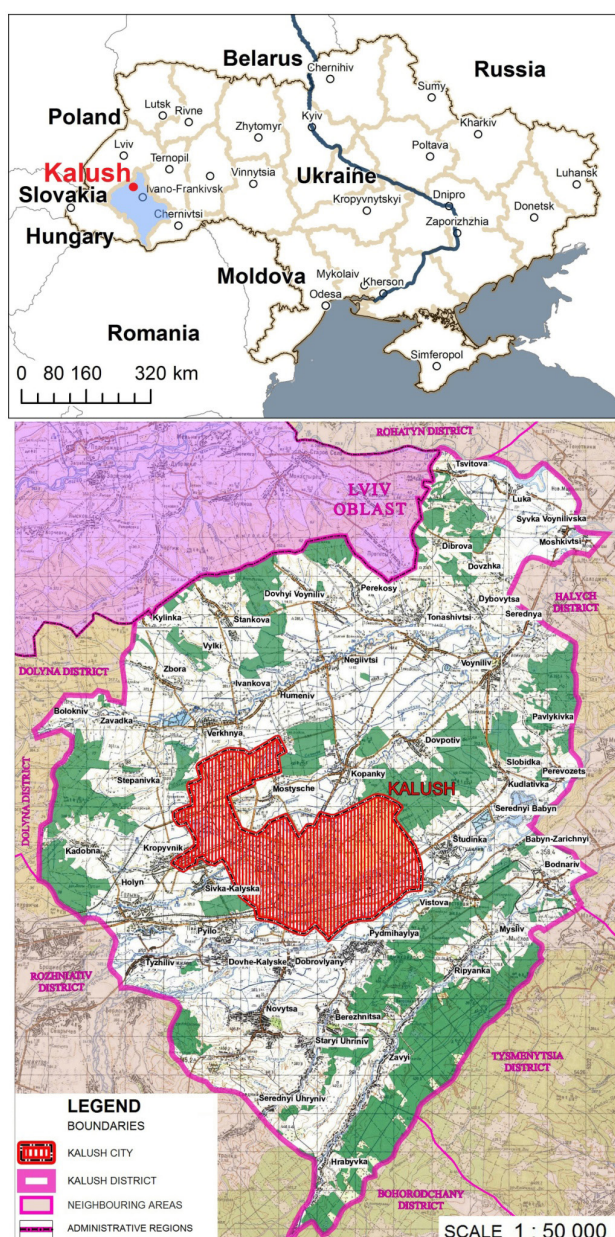 Belarus
Chernihiv
Russia
Sumy
Lutsk
Rivne
Poland
Kyiv
Kharkiv
Zhytomyr
Lviv
Poltava
Ternopil
Kalush
Vinnytsia
Ukraine
Luhansk
Slovakia
Ivano-Frankivsk
Dnipro
Kropyvnytskyi
Donetsk
Chernivtsi
Zaporizhzhia
Hungary
Moldova
Mykolaiv
Kherson
Odesa
Romania
Simferopol
0 80 160 320 km
ROHATYN DISTRICT
Tsvitova
LVIV
OBLAST
Luka
Syvka Voynilivska
Moshkivtsi
Dibrova
Dovzhka
Perekosy
HALYCH
DISTRICT
Dovhyi Voyniliv
Dybovytsa
Kylinka
Stankova
Tonashivtsi
Serednya
Vylki
Negiivtsi
Voyniliv
DOLYNA DISTRICT
Zbora
Ivankova
Humeniv
Bolokniv
Zavadka
Pavlykivka
Verkhnya
Dovpotiv
Slobidka
Perevozets
Stepanivka
Kopanky
Kudlativka
Mostysche
KALUSH
DOLYNA DISTRICT
Serednyi Babyn
Studinka
Babyn-Zarichnyi
Kadobna
Kropyvnik
Bodnariv
Holyn
Sivka-Kalyska
Vistova
Pyilo
Pydmihaylya
Mysliv
Tyzhiliv
Dovhe-Kalyske
Dobrovlyany
Ripyanka
ROZHNIATIV
DISTRICT
Novytsa
Berezhnitsa
Staryi Uhriniv
Zavyi
TYSMENYTSIA
DISTRICT
Serednyi Uhryniv
Hrabyvka
BOHORODCHANY
DISTRICT
LEGEND
BOUNDARIES
KALUSH CITY
KALUSH DISTRICT
NEIGHBOURING AREAS
ADMINISTRATIVE REGIONS
SCALE 1 : 50 000